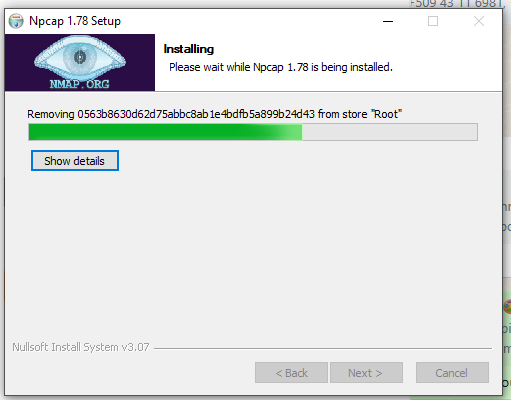 +509 43 11 6981,
Npcap 1.78 Setup
NMAP.ORG
Installing
Please wait while Npcap 1.78 is being installed.
Removing 0563b8630d62d75abbc8ab1e4bdfb5a899b24d43 from store "Root"
Show details
Nullsoft Install System v3.07
< Back
Next >
Cancel